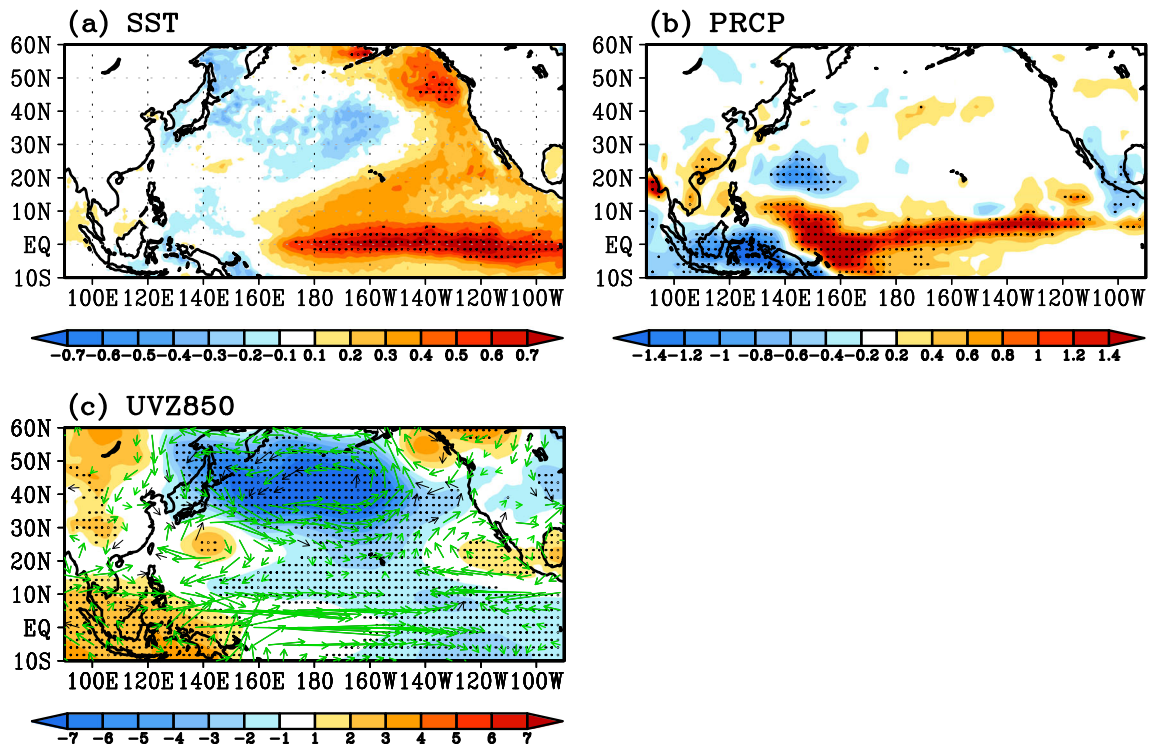 (a) SST
60N
50N
40N
30N
20N
10N
EQ
10S
100E 120E 140E 160E 180 160W 140W 120W 100W
-0.7 -0.6 -0.5 -0.4 -0.3 -0.2 -0.1 0.1 0.2 0.3 0.4 0.5 0.6 0.7
(b) PRCP
60N
50N
40N
30N
20N
10N
EQ
10S
100E 120E 140E 160E 180 160W 140W 120W 100W
-1.4 -1.2 -1 -0.8 -0.6 -0.4 -0.2 0.2 0.4 0.6 0.8 1 1.2 1.4
(c) UVZ850
60N
50N
40N
30N
20N
10N
EQ
10S
100E 120E 140E 160E 180 160W 140W 120W 100W
-7 -6 -5 -4 -3 -2 -1 1 2 3 4 5 6 7